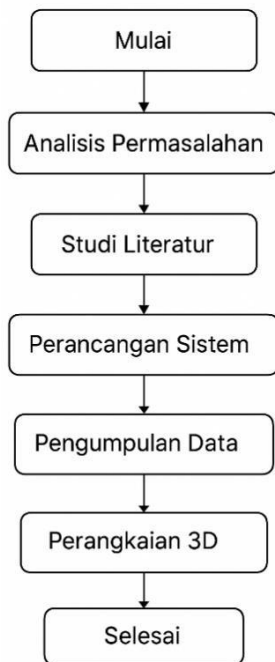 Mulai
Analisis Permasalahan
Studi Literatur
Perancangan Sistem
Pengumpulan Data
Perangkaian 3D
Selesai